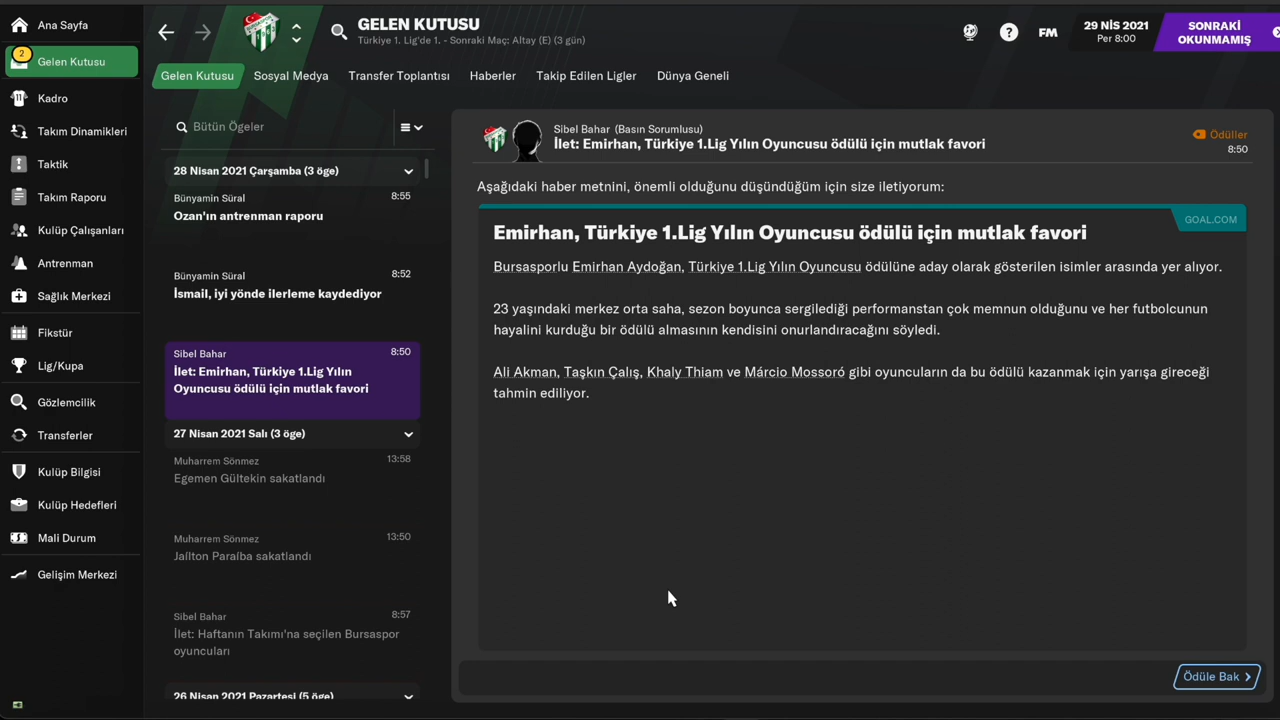 Ana Sayfa
2
Gelen Kutusu
Kadro
Takım Dinamikleri
Taktik
Takım Raporu
Kulüp Çalışanları
Antrenman
Sağlık Merkezi
Fikstür
Lig/Kupa
Gözlemcilik
Transferler
Kulüp Bilgisi
Kulüp Hedefleri
Mali Durum
Gelişim Merkezi
GELEN KUTUSU
Türkiye 1. Lig'de 1. - Sonraki Maç: Altay (E) (3 gün)
FM
29 NİS 2021
Per 8:00
SONRAKİ
OKUNMAMIŞ
Gelen Kutusu
Sosyal Medya
Transfer Toplantısı
Haberler
Takip Edilen Ligler
Dünya Geneli
Bütün Ögeler
28 Nisan 2021 Çarşamba (3 öge)
Bünyamin Süral 8:55
Ozan'ın antrenman raporu
Bünyamin Süral 8:52
İsmail, iyi yönde ilerleme kaydediyor
Sibel Bahar 8:50
İlet: Emirhan, Türkiye 1.Lig Yılın
Oyuncusu ödülü için mutlak favori
27 Nisan 2021 Salı (3 öge)
Muharrem Sönmez 13:58
Egemen Gültekin sakatlandı
Muharrem Sönmez 13:50
Jaílton Paraíba sakatlandı
Sibel Bahar 8:57
İlet: Haftanın Takımı'na seçilen Bursaspor
oyuncuları
26 Nisan 2021 Pazartesi (5 öge)
Sibel Bahar (Basın Sorumlusu)
İlet: Emirhan, Türkiye 1.Lig Yılın Oyuncusu ödülü için mutlak favori
Ödüller
8:50
Aşağıdaki haber metnini, önemli olduğunu düşündüğüm için size iletiyorum:
GOAL.COM
Emirhan, Türkiye 1.Lig Yılın Oyuncusu ödülü için mutlak favori
Bursasporlu Emirhan Aydoğan, Türkiye 1.Lig Yılın Oyuncusu ödülüne aday olarak gösterilen isimler arasında yer alıyor.
23 yaşındaki merkez orta saha, sezon boyunca sergilediği performanstan çok memnun olduğunu ve her futbolcunun
hayalini kurduğu bir ödülü almasının kendisini onurlandıracağını söyledi.
Ali Akman, Taşkın Çalış, Khaly Thiam ve Márcio Mossoró gibi oyuncuların da bu ödülü kazanmak için yarışa gireceği
tahmin ediliyor.
Ödüle Bak